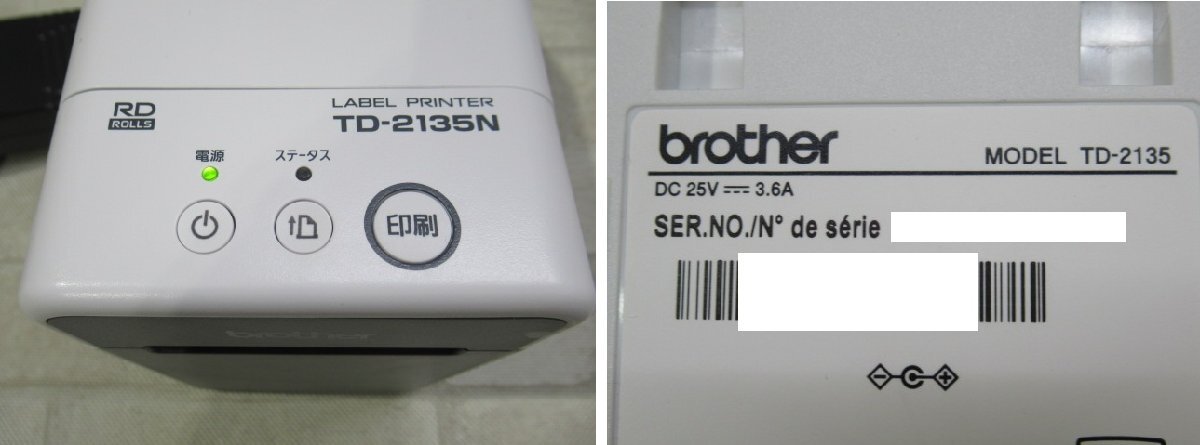 RD
ROLLS
LABEL PRINTER
TD-2135N
電源 ステータス
印刷
brother
brother
MODEL TD-2135
DC 25V ⎓ 3.6A
SER.NO./N° de série